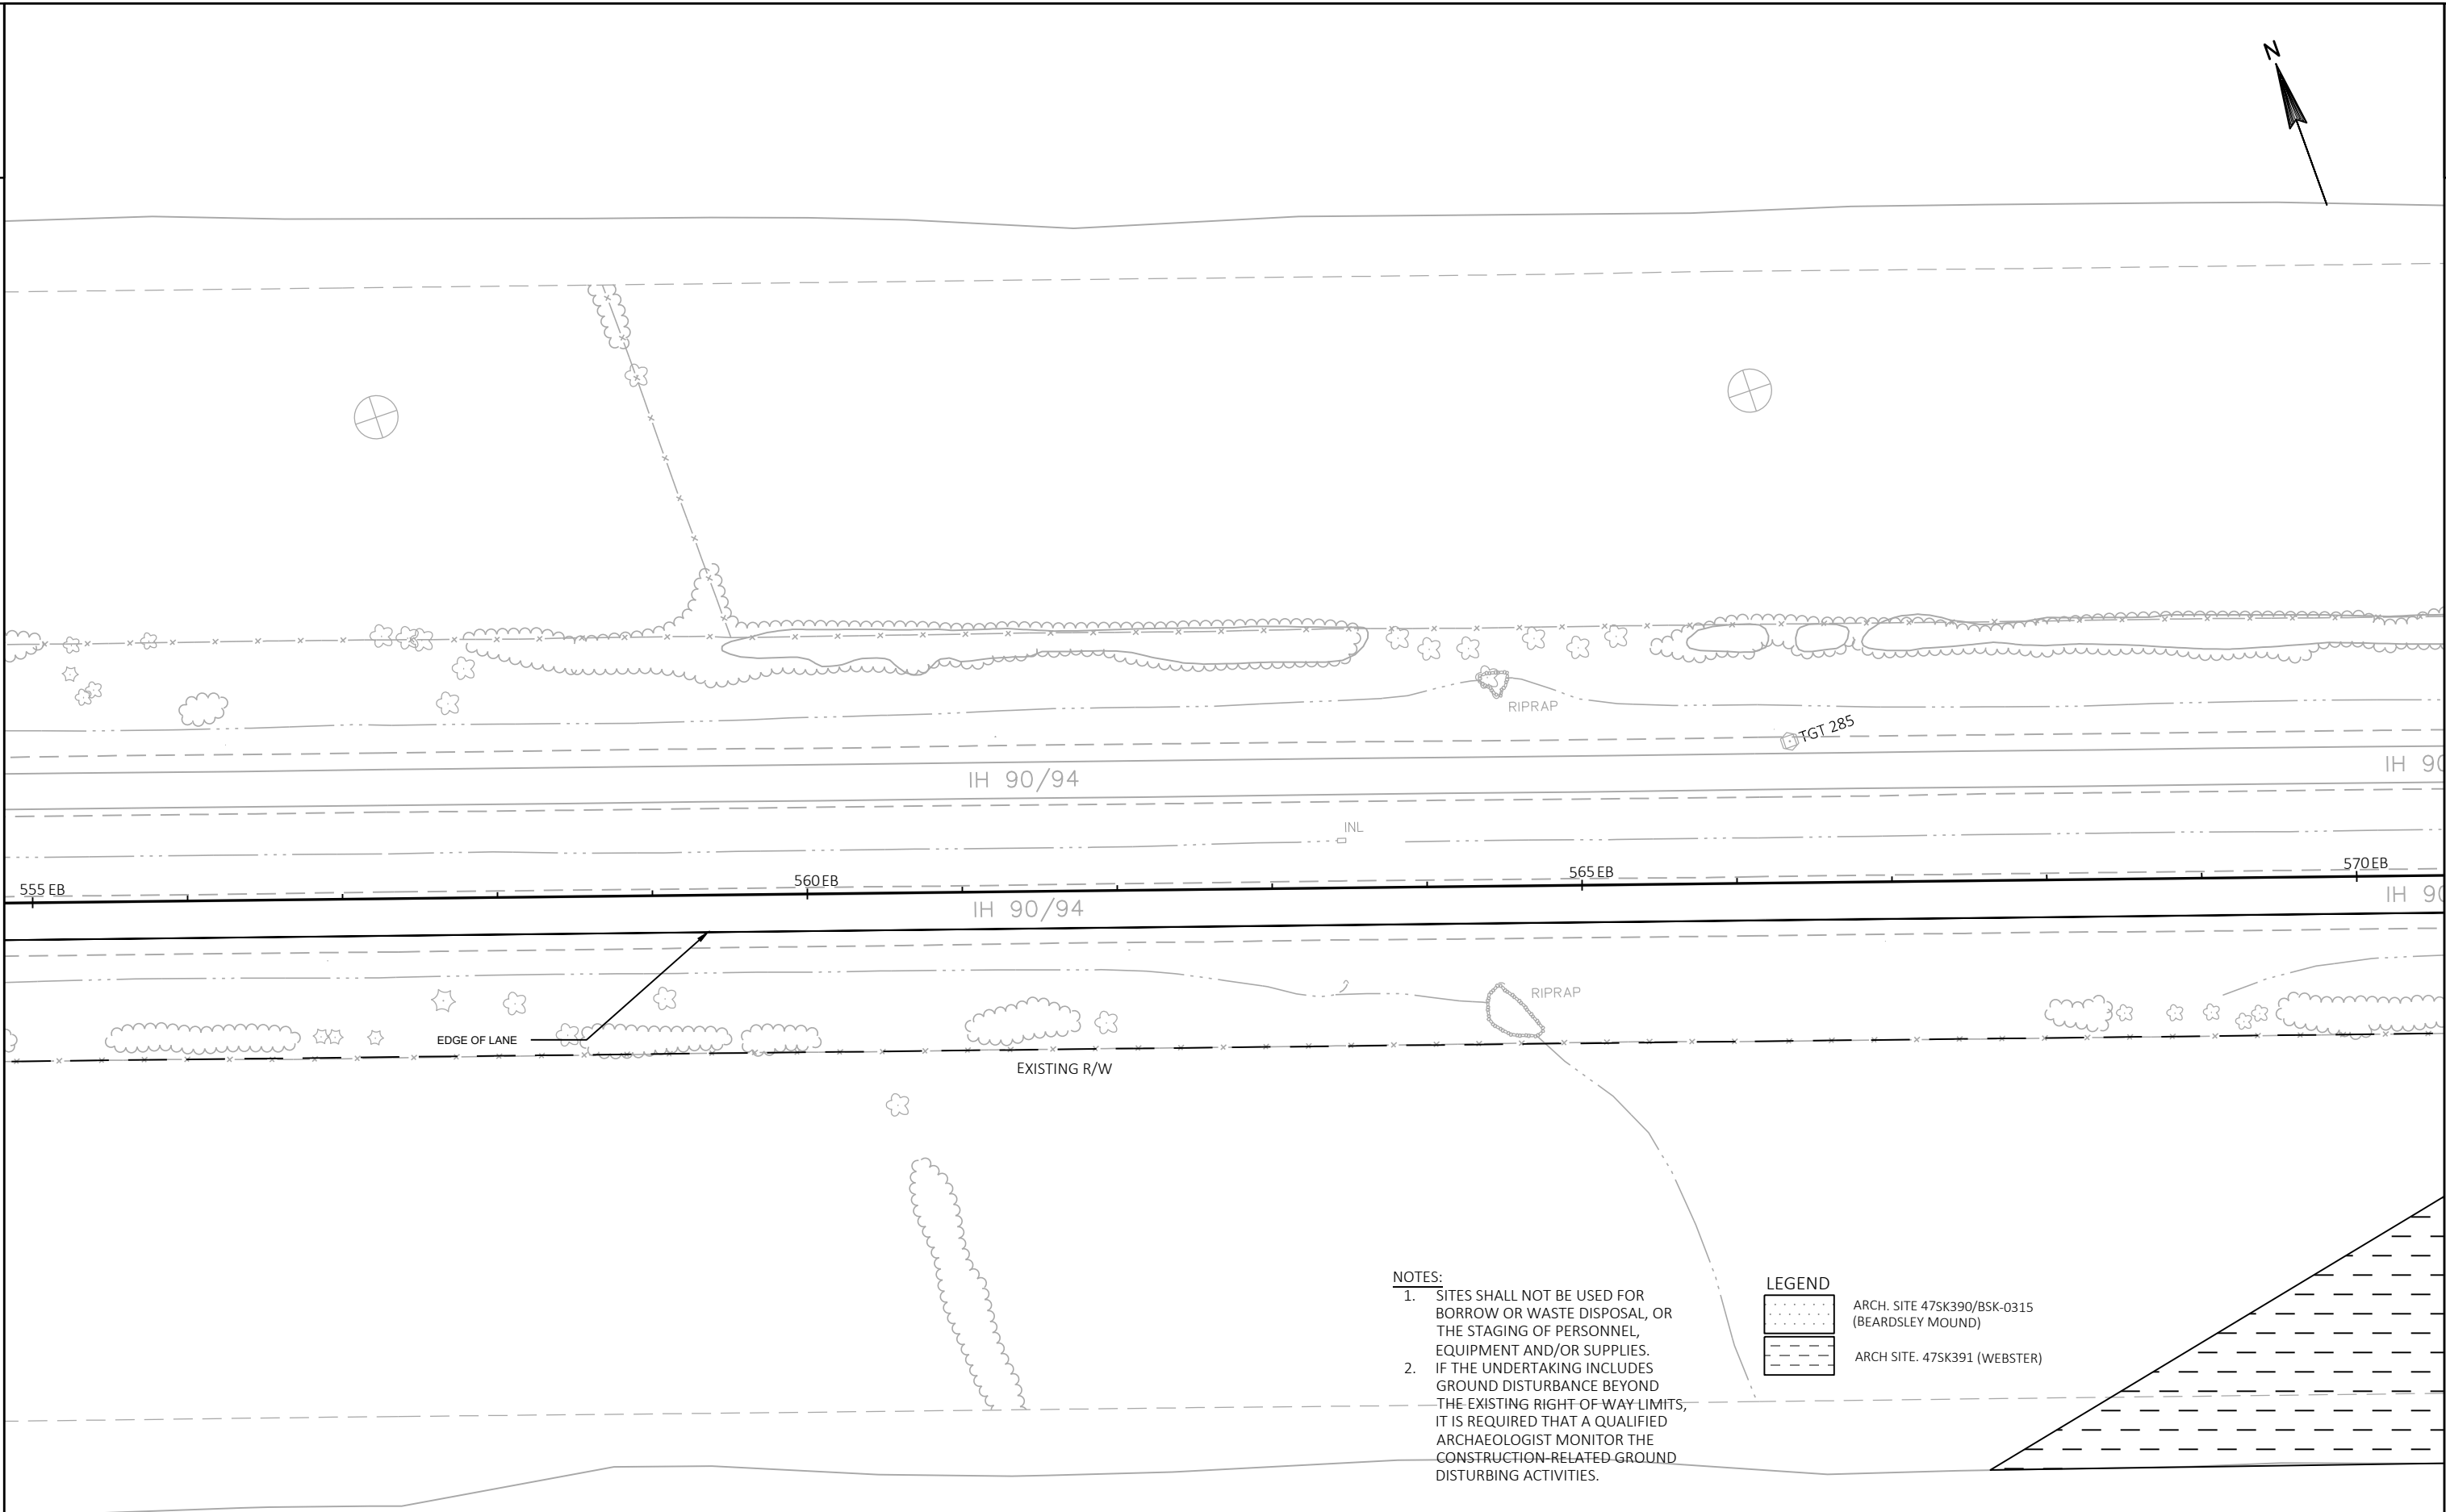 N
RIPRAP
TGT 285
IH 90/94
IH 90
INL
555 EB
560 EB
565 EB
570 EB
IH 90/94
IH 90
RIPRAP
EDGE OF LANE
EXISTING R/W
NOTES:
1. SITES SHALL NOT BE USED FOR
BORROW OR WASTE DISPOSAL, OR
THE STAGING OF PERSONNEL,
EQUIPMENT AND/OR SUPPLIES.
2. IF THE UNDERTAKING INCLUDES
GROUND DISTURBANCE BEYOND
THE EXISTING RIGHT OF WAY LIMITS,
IT IS REQUIRED THAT A QUALIFIED
ARCHAEOLOGIST MONITOR THE
CONSTRUCTION-RELATED GROUND
DISTURBING ACTIVITIES.
LEGEND
ARCH. SITE 47SK390/BSK-0315
(BEARDSLEY MOUND)
ARCH SITE. 47SK391 (WEBSTER)